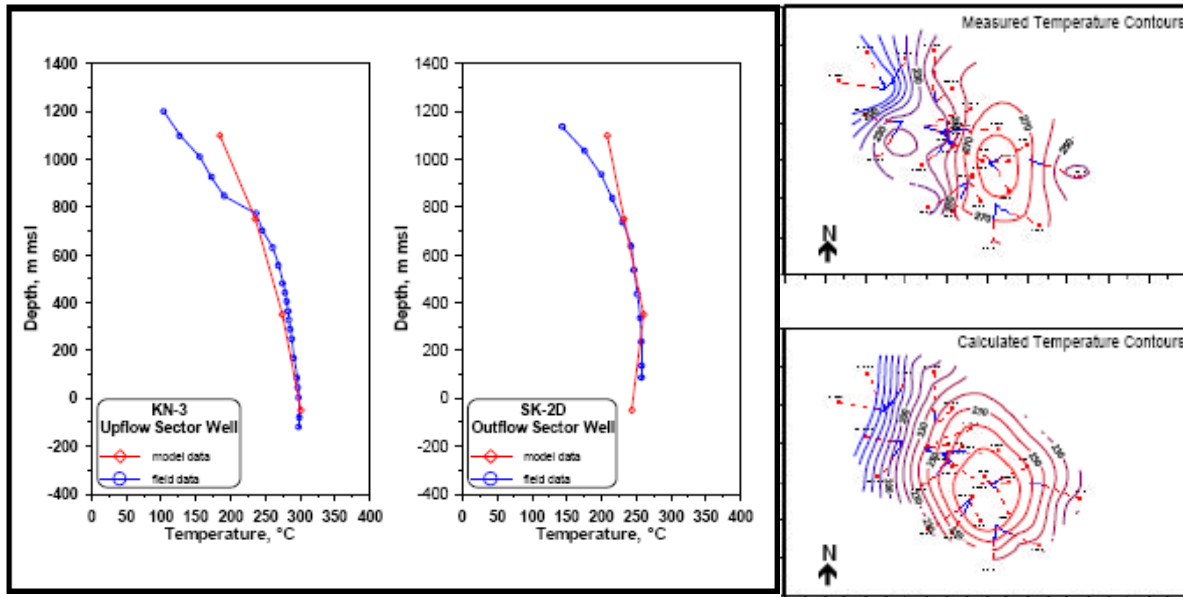 1400
1200
1000
800
600
400
200
0
-200
-400
Depth, m msl
KN-3
Upflow Sector Well
model data
field data
0 50 100 150 200 250 300 350 400
Temperature, °C
1400
1200
1000
800
600
400
200
0
-200
-400
Depth, m msl
SK-2D
Outflow Sector Well
model data
field data
0 50 100 150 200 250 300 350 400
Temperature, °C
Measured Temperature Contours
270
270
N
Calculated Temperature Contours
230
N